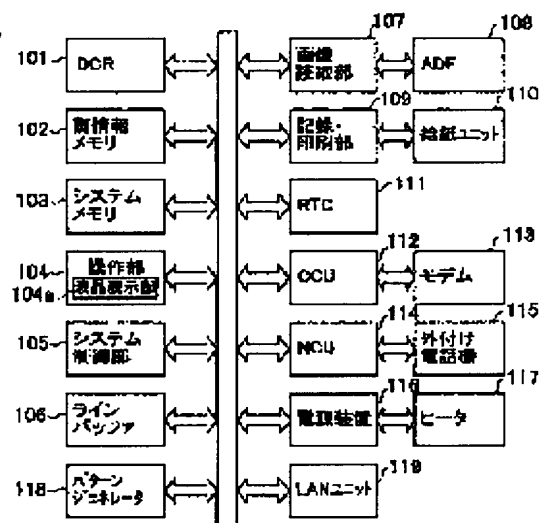 101
DCR
107
画像
読取部
108
ADF
102
画情報
メモリ
109
記録・
印刷部
110
給紙ユニット
103
システム
メモリ
RTC
111
104
操作部
液晶表示部
104a
CCU
112
モデム
113
105
システム
制御部
NCU
114
外付け
電話機
115
106
ライン
バッファ
電源装置
116
ヒータ
117
118
パターン
ジェネレータ
LANユニット
119